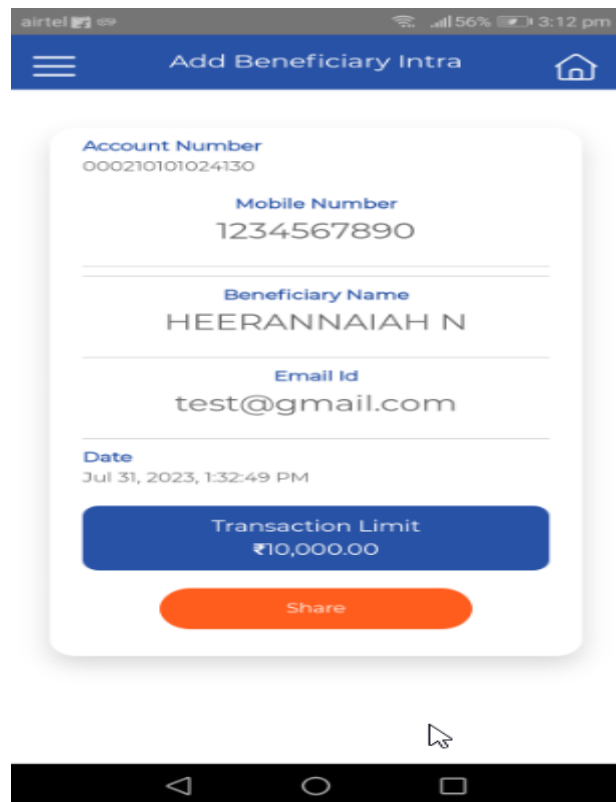 airtel 56% 3:12 pm
Add Beneficiary Intra
Account Number
000210101024130
Mobile Number
1234567890
Beneficiary Name
HEERANNAIAH N
Email Id
test@gmail.com
Date
Jul 31, 2023, 1:32:49 PM
Transaction Limit
₹10,000.00
Share